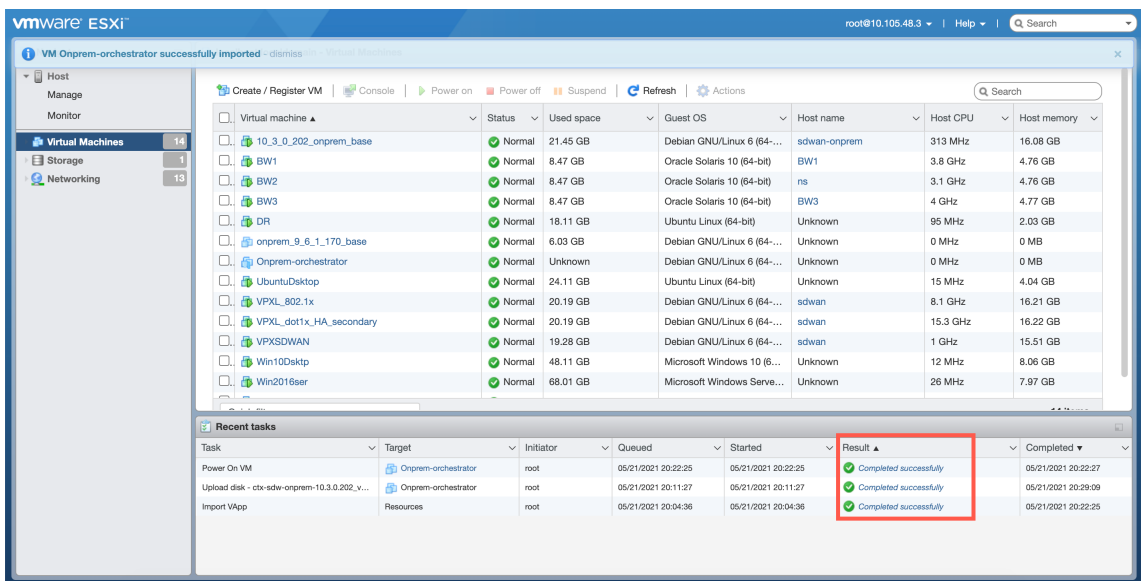 vmware ESXi™ root@10.105.48.3 | Help | Search
VM Onprem-orchestrator successfully imported - dismiss - Virtual Machines
Host
Manage
Monitor
Virtual Machines 14
Storage 1
Networking 13
Create / Register VM | Console | Power on Power off Suspend | Refresh | Actions Search
Virtual machine Status Used space Guest OS Host name Host CPU Host memory
10_3_0_202_onprem_base Normal 21.45 GB Debian GNU/Linux 6 (64-... sdwan-onprem 313 MHz 16.08 GB
BW1 Normal 8.47 GB Oracle Solaris 10 (64-bit) BW1 3.8 GHz 4.76 GB
BW2 Normal 8.47 GB Oracle Solaris 10 (64-bit) ns 3.1 GHz 4.76 GB
BW3 Normal 8.47 GB Oracle Solaris 10 (64-bit) BW3 4 GHz 4.77 GB
DR Normal 18.11 GB Ubuntu Linux (64-bit) Unknown 95 MHz 2.03 GB
onprem_9_6_1_170_base Normal 6.03 GB Debian GNU/Linux 6 (64-... Unknown 0 MHz 0 MB
Onprem-orchestrator Normal Unknown Debian GNU/Linux 6 (64-... Unknown 0 MHz 0 MB
UbuntuDsktop Normal 24.11 GB Ubuntu Linux (64-bit) Unknown 15 MHz 4.04 GB
VPXL_802.1x Normal 20.19 GB Debian GNU/Linux 6 (64-... sdwan 8.1 GHz 16.21 GB
VPXL_dot1x_HA_secondary Normal 20.19 GB Debian GNU/Linux 6 (64-... sdwan 15.3 GHz 16.22 GB
VPXSDWAN Normal 19.28 GB Debian GNU/Linux 6 (64-... sdwan 1 GHz 15.51 GB
Win10Dsktp Normal 48.11 GB Microsoft Windows 10 (6... Unknown 12 MHz 8.06 GB
Win2016ser Normal 68.01 GB Microsoft Windows Serve... Unknown 26 MHz 7.97 GB
Recent tasks
Task Target Initiator Queued Started Result Completed
Power On VM Onprem-orchestrator root 05/21/2021 20:22:25 05/21/2021 20:22:25 Completed successfully 05/21/2021 20:22:27
Upload disk - ctx-sdw-onprem-10.3.0.202_v... Onprem-orchestrator root 05/21/2021 20:11:27 05/21/2021 20:11:27 Completed successfully 05/21/2021 20:29:09
Import VApp Resources root 05/21/2021 20:04:36 05/21/2021 20:04:36 Completed successfully 05/21/2021 20:22:25